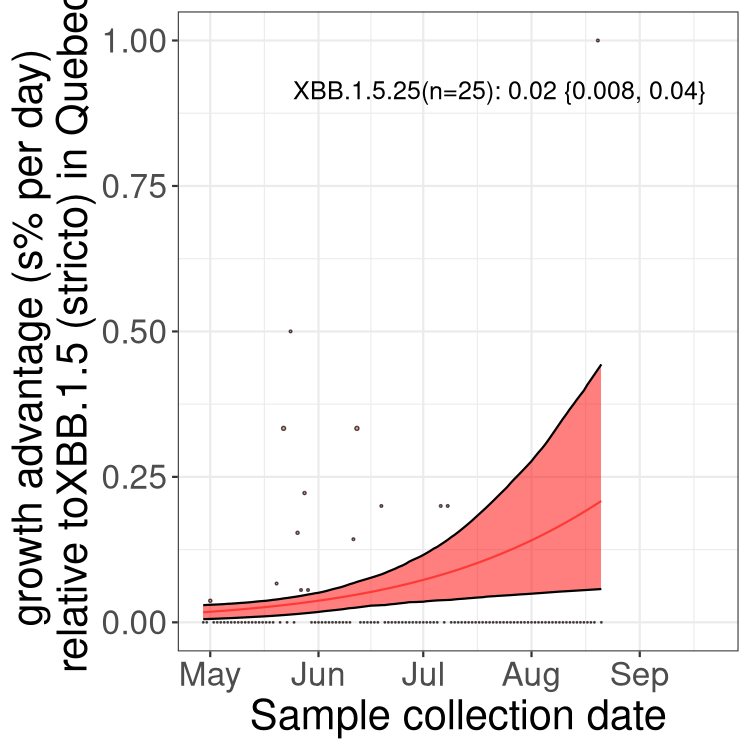 growth advantage (s% per day)
relative toXBB.1.5 (stricto) in Quebec
1.00
0.75
0.50
0.25
0.00
XBB.1.5.25(n=25): 0.02 {0.008, 0.04}
May Jun Jul Aug Sep
Sample collection date